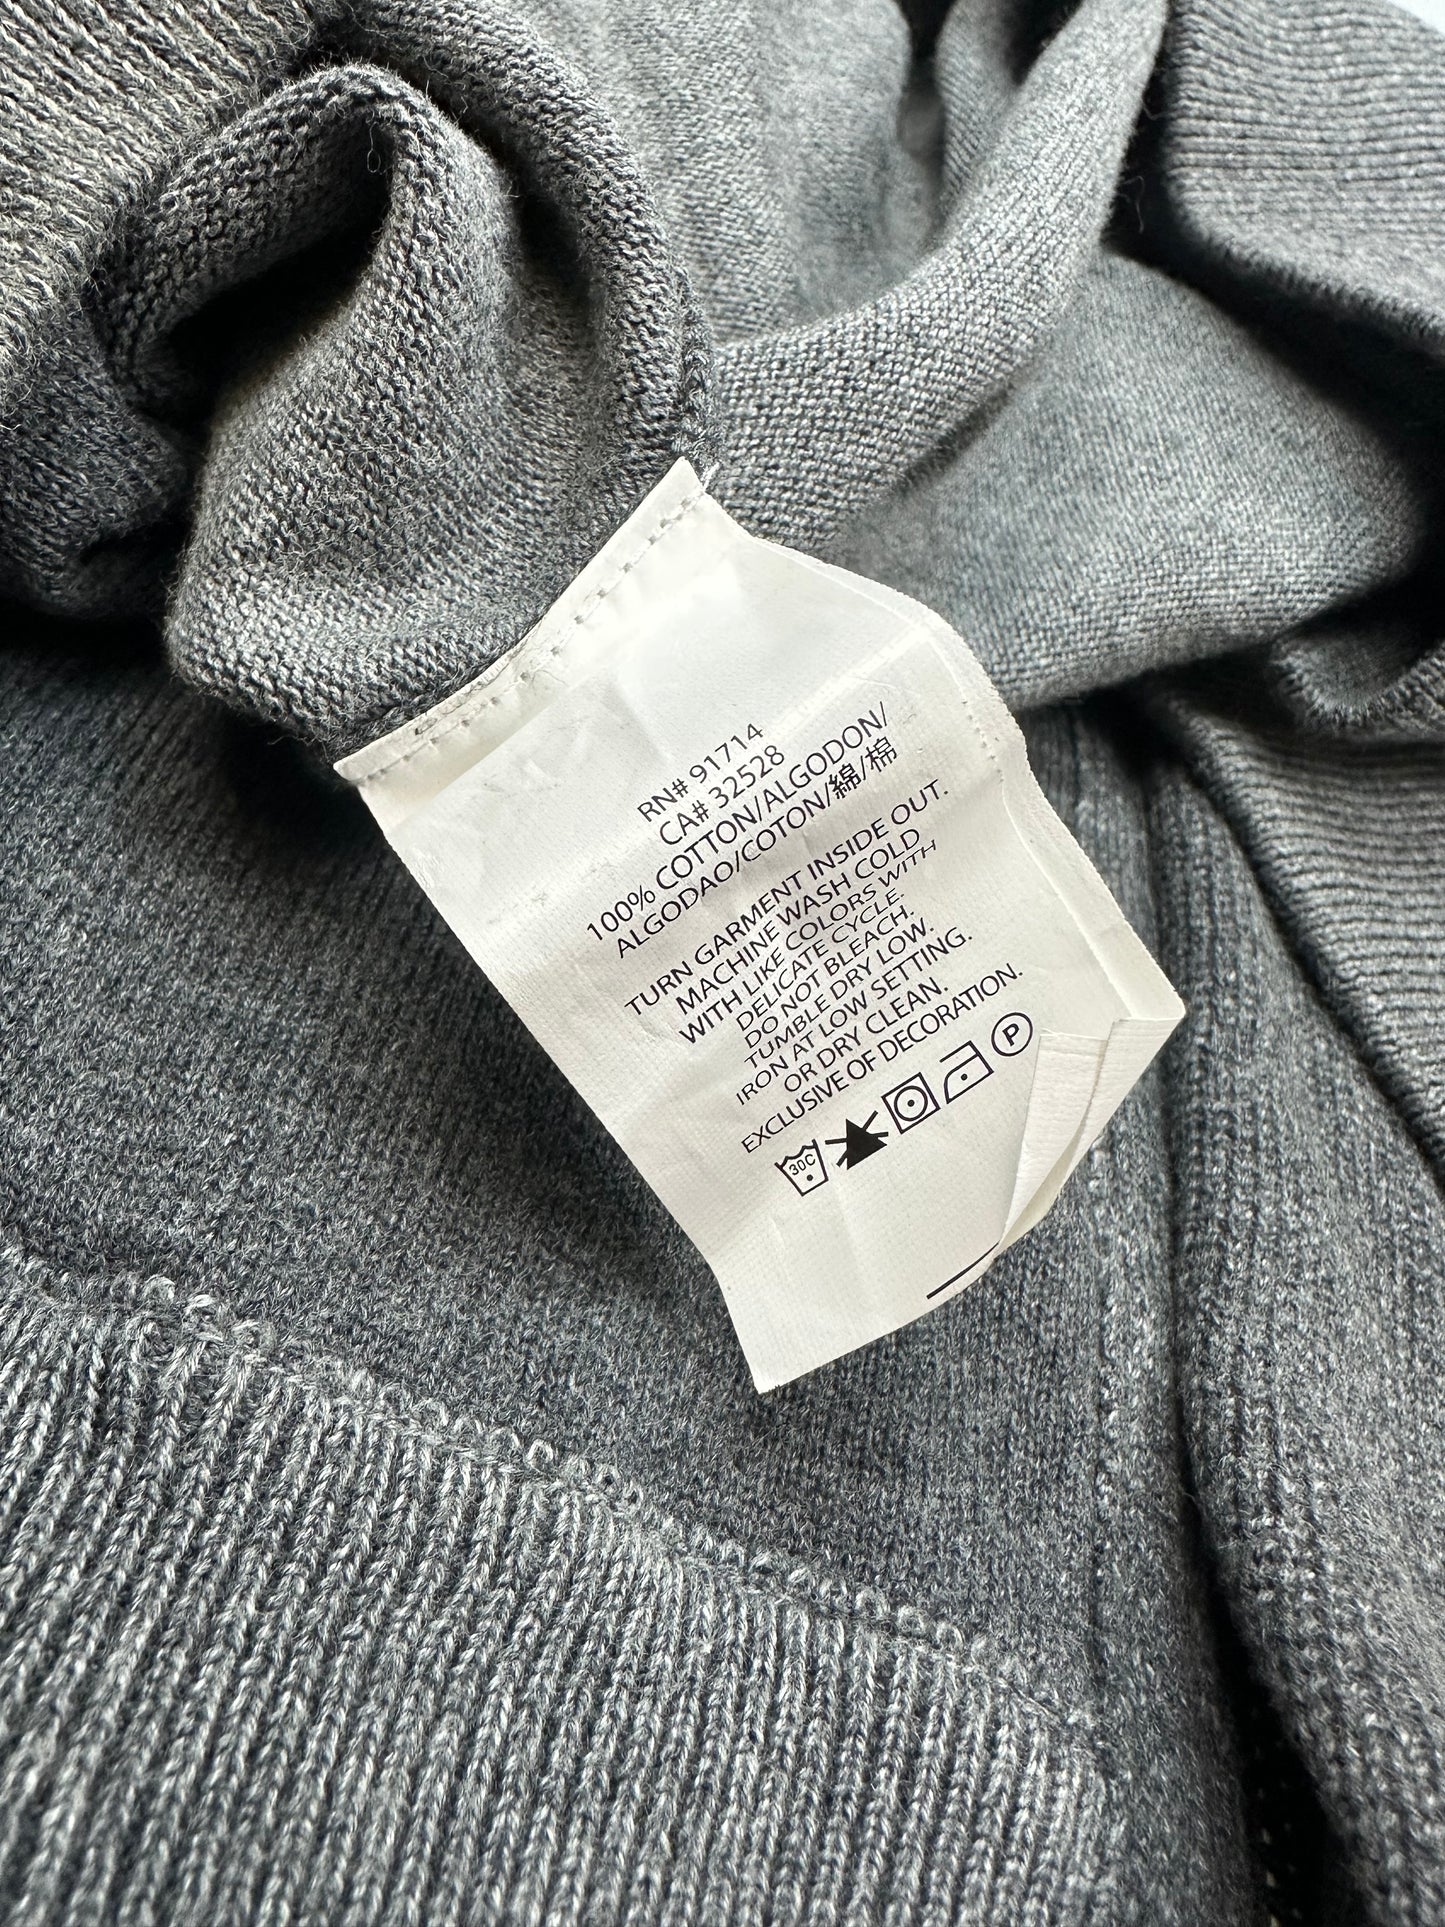 RN# 91714
CA# 32528
100% COTTON/ALGODON/
ALGODAO/COTON/綿/棉
TURN GARMENT INSIDE OUT.
MACHINE WASH COLD
WITH LIKE COLORS WITH
DELICATE CYCLE.
DO NOT BLEACH.
TUMBLE DRY LOW.
IRON AT LOW SETTING.
OR DRY CLEAN.
EXCLUSIVE OF DECORATION.
30C P